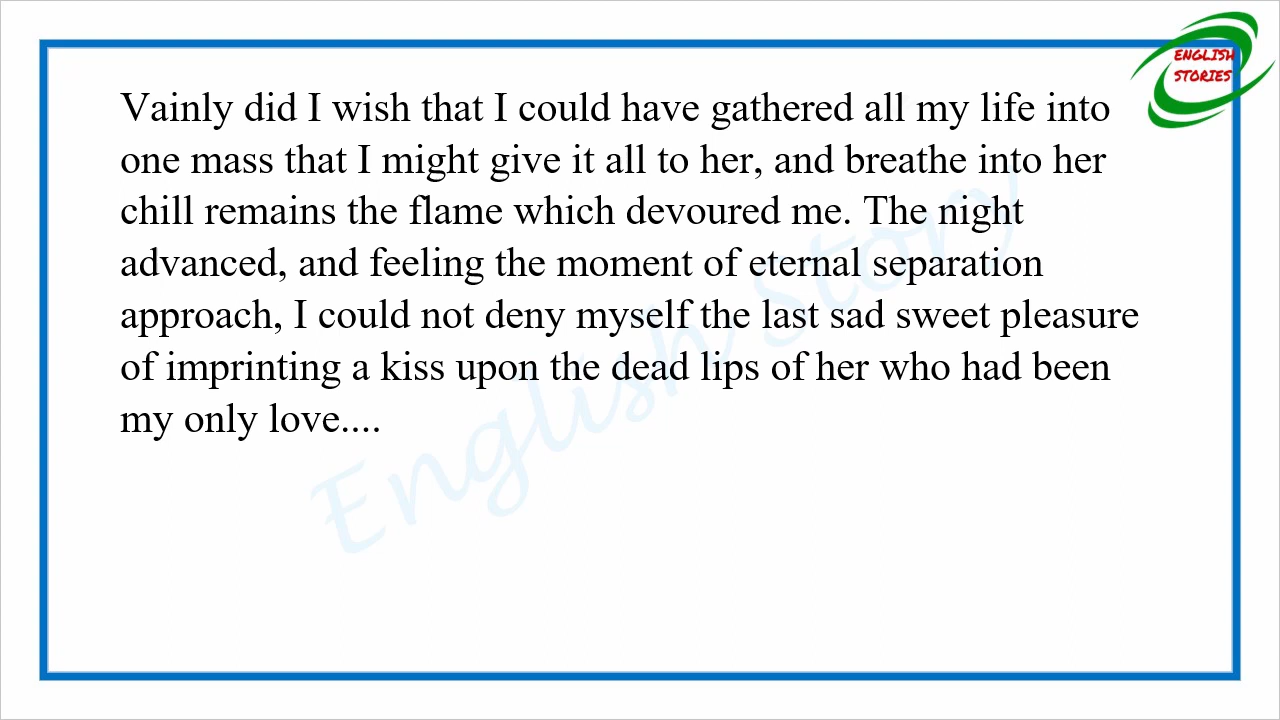 ENGLISH
STORIES
Vainly did I wish that I could have gathered all my life into
one mass that I might give it all to her, and breathe into her
chill remains the flame which devoured me. The night
advanced, and feeling the moment of eternal separation
approach, I could not deny myself the last sad sweet pleasure
of imprinting a kiss upon the dead lips of her who had been
my only love....
English Story